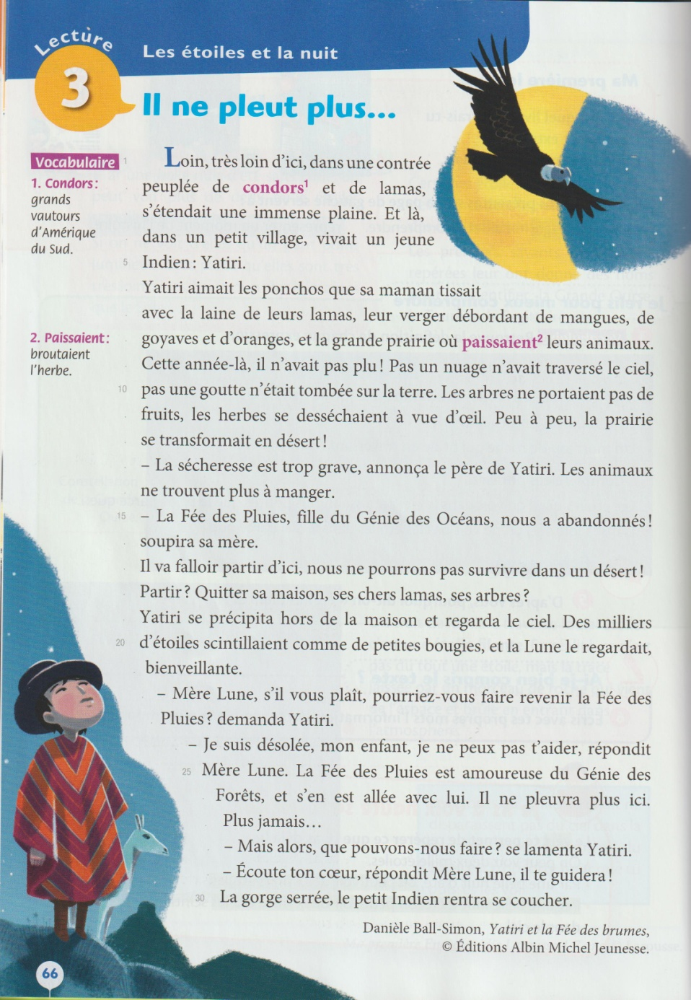 Lecture
3
Les étoiles et la nuit
Il ne pleut plus...
Vocabulaire
1. Condors :
grands
vautours
d'Amérique
du Sud.
2. Paissaient :
broutaient
l'herbe.
1
Loin, très loin d'ici, dans une contrée
peuplée de condors¹ et de lamas,
s'étendait une immense plaine. Et là,
dans un petit village, vivait un jeune
5 Indien : Yatiri.
Yatiri aimait les ponchos que sa maman tissait
avec la laine de leurs lamas, leur verger débordant de mangues, de
goyaves et d'oranges, et la grande prairie où paissaient² leurs animaux.
Cette année-là, il n'avait pas plu ! Pas un nuage n'avait traversé le ciel,
10 pas une goutte n'était tombée sur la terre. Les arbres ne portaient pas de
fruits, les herbes se desséchaient à vue d'œil. Peu à peu, la prairie
se transformait en désert !
– La sécheresse est trop grave, annonça le père de Yatiri. Les animaux
ne trouvent plus à manger.
15 – La Fée des Pluies, fille du Génie des Océans, nous a abandonnés !
soupira sa mère.
Il va falloir partir d'ici, nous ne pourrons pas survivre dans un désert !
Partir ? Quitter sa maison, ses chers lamas, ses arbres ?
Yatiri se précipita hors de la maison et regarda le ciel. Des milliers
20 d'étoiles scintillaient comme de petites bougies, et la Lune le regardait,
bienveillante.
– Mère Lune, s'il vous plaît, pourriez-vous faire revenir la Fée des
Pluies ? demanda Yatiri.
– Je suis désolée, mon enfant, je ne peux pas t'aider, répondit
25 Mère Lune. La Fée des Pluies est amoureuse du Génie des
Forêts, et s'en est allée avec lui. Il ne pleuvra plus ici.
Plus jamais...
– Mais alors, que pouvons-nous faire ? se lamenta Yatiri.
– Écoute ton cœur, répondit Mère Lune, il te guidera !
30 La gorge serrée, le petit Indien rentra se coucher.
Danièle Ball-Simon, Yatiri et la Fée des brumes,
© Éditions Albin Michel Jeunesse.
66